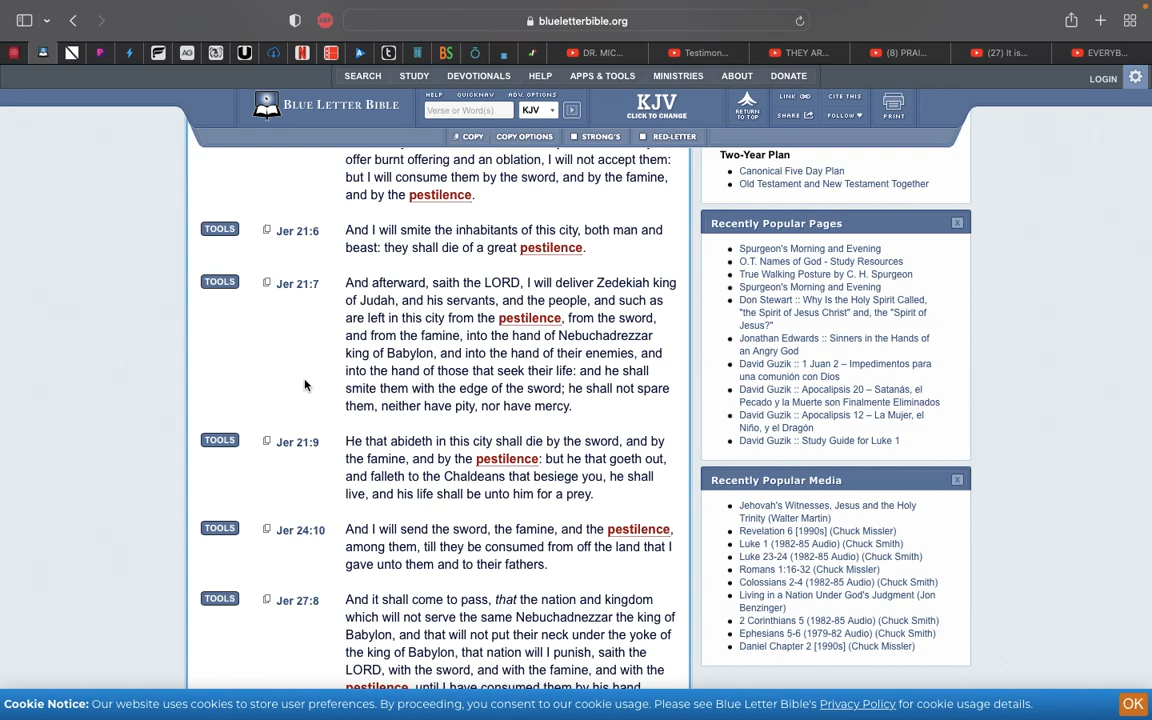 blueletterbible.org
ABP
DR. MIC...
Testimon...
THEY AR...
(8) PRAI...
(27) It is...
EVERYB...
SEARCH STUDY DEVOTIONALS HELP APPS & TOOLS MINISTRIES ABOUT DONATE
LOGIN
BLUE LETTER BIBLE
HELP QUICKNAV ADV. OPTIONS
Verse or Word(s)
KJV
KJV
CLICK TO CHANGE
RETURN
TO TOP
LINK
CITE THIS
SHARE
FOLLOW
PRINT
COPY COPY OPTIONS STRONG'S RED-LETTER
offer burnt offering and an oblation, I will not accept them:
but I will consume them by the sword, and by the famine,
and by the pestilence.
TOOLS Jer 21:6 And I will smite the inhabitants of this city, both man and
beast: they shall die of a great pestilence.
TOOLS Jer 21:7 And afterward, saith the LORD, I will deliver Zedekiah king
of Judah, and his servants, and the people, and such as
are left in this city from the pestilence, from the sword,
and from the famine, into the hand of Nebuchadrezzar
king of Babylon, and into the hand of their enemies, and
into the hand of those that seek their life: and he shall
smite them with the edge of the sword; he shall not spare
them, neither have pity, nor have mercy.
TOOLS Jer 21:9 He that abideth in this city shall die by the sword, and by
the famine, and by the pestilence: but he that goeth out,
and falleth to the Chaldeans that besiege you, he shall
live, and his life shall be unto him for a prey.
TOOLS Jer 24:10 And I will send the sword, the famine, and the pestilence,
among them, till they be consumed from off the land that I
gave unto them and to their fathers.
TOOLS Jer 27:8 And it shall come to pass, that the nation and kingdom
which will not serve the same Nebuchadnezzar the king of
Babylon, and that will not put their neck under the yoke of
the king of Babylon, that nation will I punish, saith the
LORD, with the sword, and with the famine, and with the
pestilence, until I have consumed them by his hand
Two-Year Plan
Canonical Five Day Plan
Old Testament and New Testament Together
Recently Popular Pages
Spurgeon's Morning and Evening
O.T. Names of God - Study Resources
True Walking Posture by C. H. Spurgeon
Spurgeon's Morning and Evening
Don Stewart :: Why Is the Holy Spirit Called,
"the Spirit of Jesus Christ" and, the "Spirit of
Jesus?"
Jonathan Edwards :: Sinners in the Hands of
an Angry God
David Guzik :: 1 Juan 2 – Impedimentos para
una comunión con Dios
David Guzik :: Apocalipsis 20 – Satanás, el
Pecado y la Muerte son Finalmente Eliminados
David Guzik :: Apocalipsis 12 – La Mujer, el
Niño, y el Dragón
David Guzik :: Study Guide for Luke 1
Recently Popular Media
Jehovah's Witnesses, Jesus and the Holy
Trinity (Walter Martin)
Revelation 6 [1990s] (Chuck Missler)
Luke 1 (1982-85 Audio) (Chuck Smith)
Luke 23-24 (1982-85 Audio) (Chuck Smith)
Romans 1:16-32 (Chuck Missler)
Colossians 2-4 (1982-85 Audio) (Chuck Smith)
Living in a Nation Under God's Judgment (Jon
Benzinger)
2 Corinthians 5 (1982-85 Audio) (Chuck Smith)
Ephesians 5-6 (1979-82 Audio) (Chuck Smith)
Daniel Chapter 2 [1990s] (Chuck Missler)
Cookie Notice: Our website uses cookies to store user preferences. By proceeding, you consent to our cookie usage. Please see Blue Letter Bible's Privacy Policy for cookie usage details.
OK